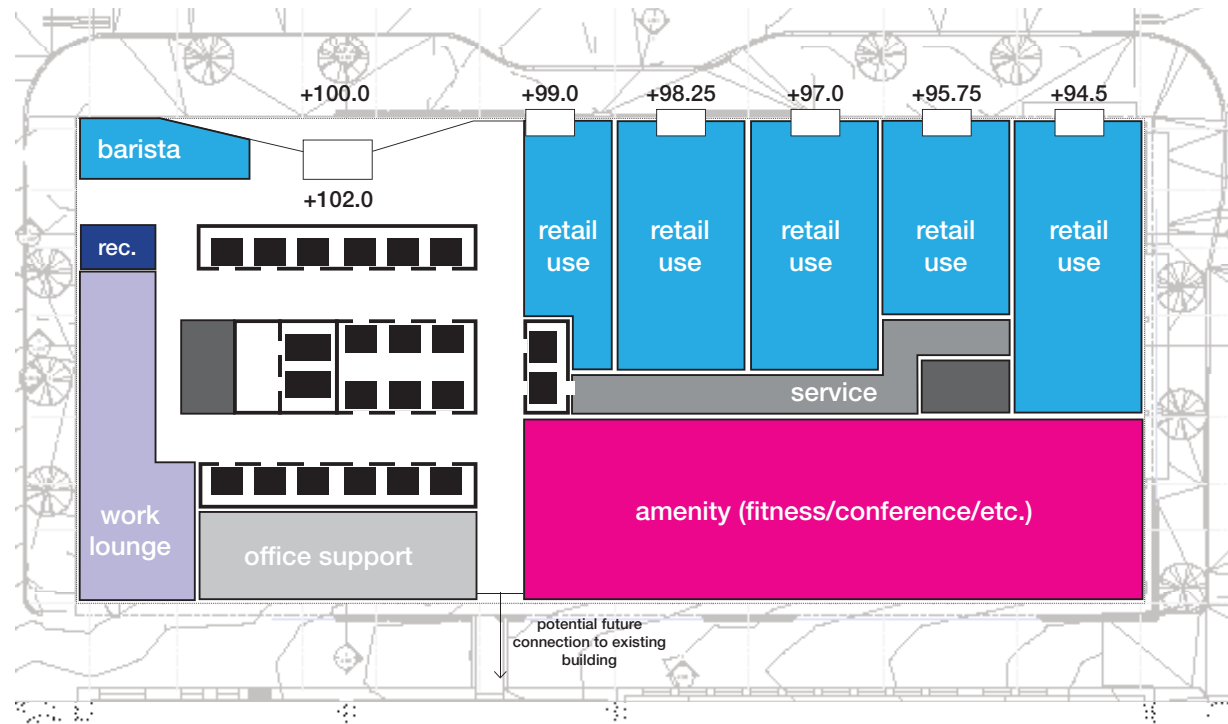 +100.0
+99.0
+98.25
+97.0
+95.75
+94.5
barista
+102.0
rec.
retail
use
retail
use
retail
use
retail
use
retail
use
service
work
lounge
office support
amenity (fitness/conference/etc.)
potential future
connection to existing
building